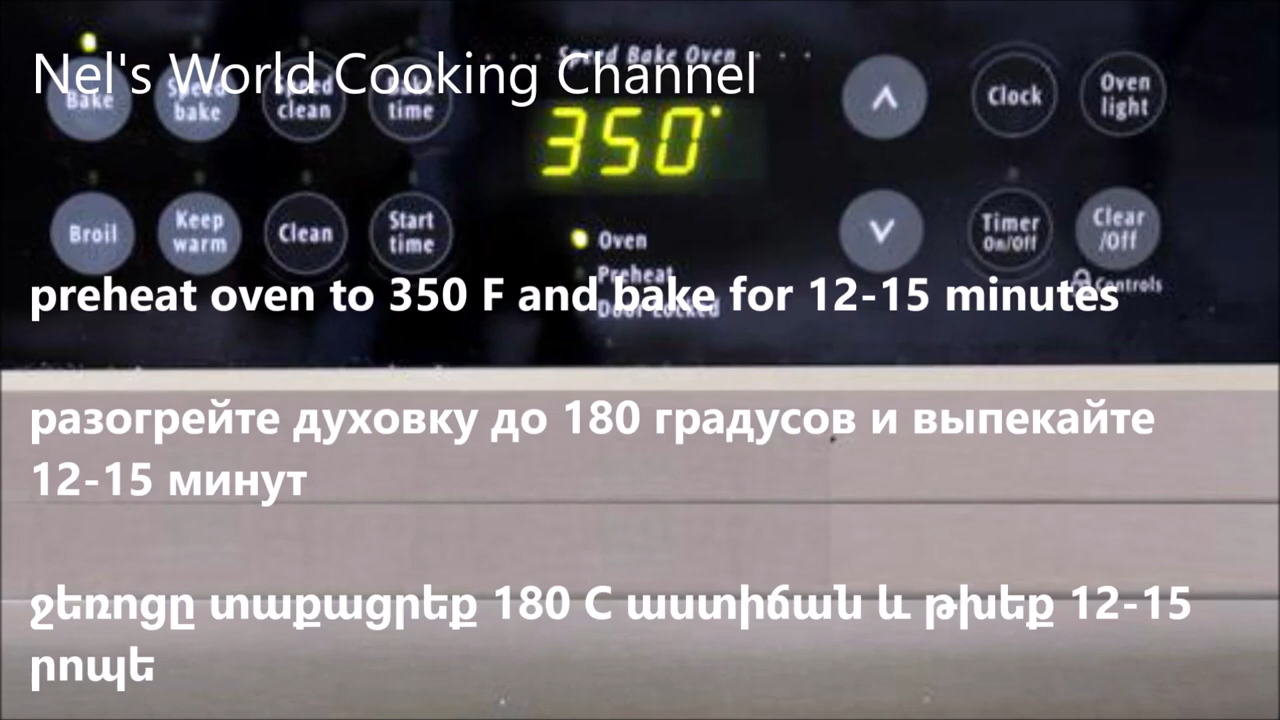 Nel's World Cooking Channel
Speed Bake Oven
Bake
Speed bake
Speed clean
Bake time
350°
Clock
Oven light
Broil
Keep warm
Clean
Start time
Oven
Preheat
Door Locked
Timer On/Off
Clear /Off
Controls
preheat oven to 350 F and bake for 12-15 minutes
разогрейте духовку до 180 градусов и выпекайте
12-15 минут
ջեռոցը տաքացրեք 180 C աստիճան և թխեք 12-15
րոպե